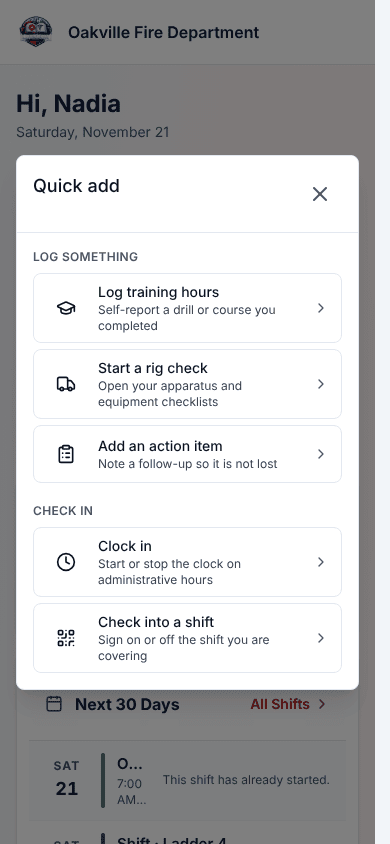 Oakville Fire Department
Hi, Nadia
Saturday, November 21
Quick add
LOG SOMETHING
Log training hours
Self-report a drill or course you
completed
Start a rig check
Open your apparatus and
equipment checklists
Add an action item
Note a follow-up so it is not lost
CHECK IN
Clock in
Start or stop the clock on
administrative hours
Check into a shift
Sign on or off the shift you are
covering
Next 30 Days
All Shifts
SAT
21
O...
7:00
AM...
This shift has already started.
SAT
Shift · Ladder 4